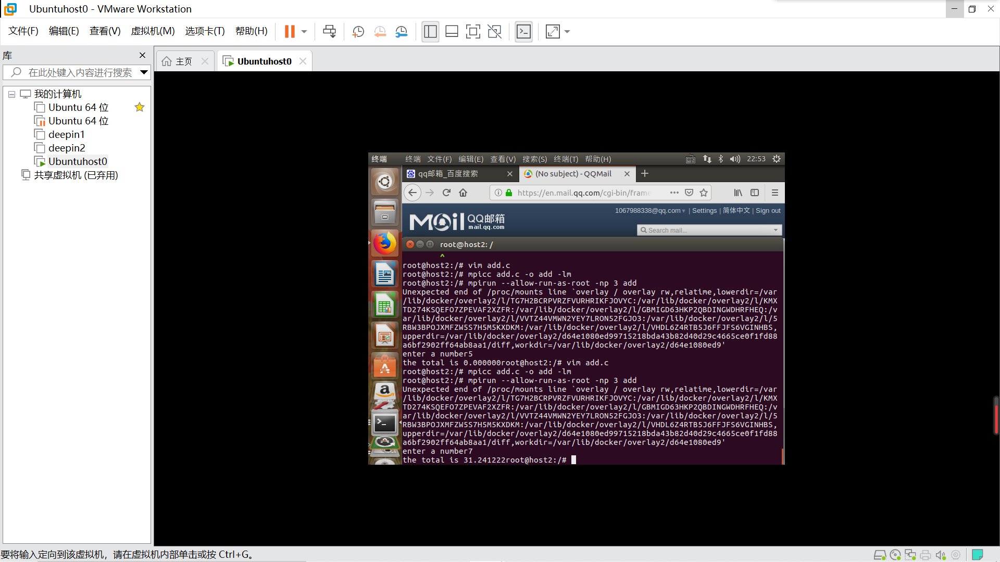 Ubuntuhost0 - VMware Workstation
文件(F) 编辑(E) 查看(V) 虚拟机(M) 选项卡(T) 帮助(H)
库
在此处键入内容进行搜索
我的计算机
Ubuntu 64 位
Ubuntu 64 位
deepin1
deepin2
Ubuntuhost0
共享虚拟机 (已弃用)
主页
Ubuntuhost0
终端 终端 文件(F) 编辑(E) 查看(V) 搜索(S) 终端(T) 帮助(H) 22:53
qq邮箱_百度搜索
(No subject) - QQMail
https://en.mail.qq.com/cgi-bin/frame
1067988338@qq.com | Settings | 简体中文 | Sign out
Mail QQ邮箱
mail.qq.com
Search mail...
root@host2: /
^
root@host2:/# vim add.c
root@host2:/# mpicc add.c -o add -lm
root@host2:/# mpirun --allow-run-as-root -np 3 add
Unexpected end of /proc/mounts line `overlay / overlay rw,relatime,lowerdir=/var
/lib/docker/overlay2/l/TG7H2BCRPVRZFVURHRIKFJOVYC:/var/lib/docker/overlay2/l/KMX
TD274KSQEFO7ZPEVAF2XZFR:/var/lib/docker/overlay2/l/GBMIGD63HKP2QBDINGWDHRFHEQ:/v
ar/lib/docker/overlay2/l/VVTZ44VMWN2YEY7LRON52FGJO3:/var/lib/docker/overlay2/l/5
RBW3BPOJXMFZW5S7H5M5KXDKM:/var/lib/docker/overlay2/l/VHDL6Z4RTB5J6FFJFS6VGINHBS,
upperdir=/var/lib/docker/overlay2/d64e1080ed99715218bda43b82d40d29c4665ce0f1fd88
a6bf2902ff64ab8aa1/diff,workdir=/var/lib/docker/overlay2/d64e1080ed9'
enter a number5
the total is 0.000000root@host2:/# vim add.c
root@host2:/# mpicc add.c -o add -lm
root@host2:/# mpirun --allow-run-as-root -np 3 add
Unexpected end of /proc/mounts line `overlay / overlay rw,relatime,lowerdir=/var
/lib/docker/overlay2/l/TG7H2BCRPVRZFVURHRIKFJOVYC:/var/lib/docker/overlay2/l/KMX
TD274KSQEFO7ZPEVAF2XZFR:/var/lib/docker/overlay2/l/GBMIGD63HKP2QBDINGWDHRFHEQ:/v
ar/lib/docker/overlay2/l/VVTZ44VMWN2YEY7LRON52FGJO3:/var/lib/docker/overlay2/l/5
RBW3BPOJXMFZW5S7H5M5KXDKM:/var/lib/docker/overlay2/l/VHDL6Z4RTB5J6FFJFS6VGINHBS,
upperdir=/var/lib/docker/overlay2/d64e1080ed99715218bda43b82d40d29c4665ce0f1fd88
a6bf2902ff64ab8aa1/diff,workdir=/var/lib/docker/overlay2/d64e1080ed9'
enter a number7
the total is 31.241222root@host2:/#
要将输入定向到该虚拟机，请在虚拟机内部单击或按 Ctrl+G。